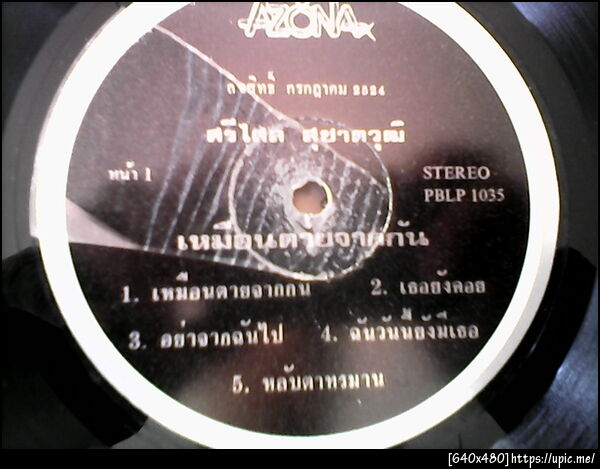 AZONA
ลิขสิทธิ์ กรกฎาคม 2524
ศรีไศล สุชาตวุฒิ
หน้า 1
STEREO
PBLP 1035
เหมือนตายจากกัน
1. เหมือนตายจากกัน 2. เธอยังคอย
3. อย่าจากฉันไป 4. ฉันวันนี้ยังมีเธอ
5. หลับตาทรมาน
[640x480]https://upic.me/